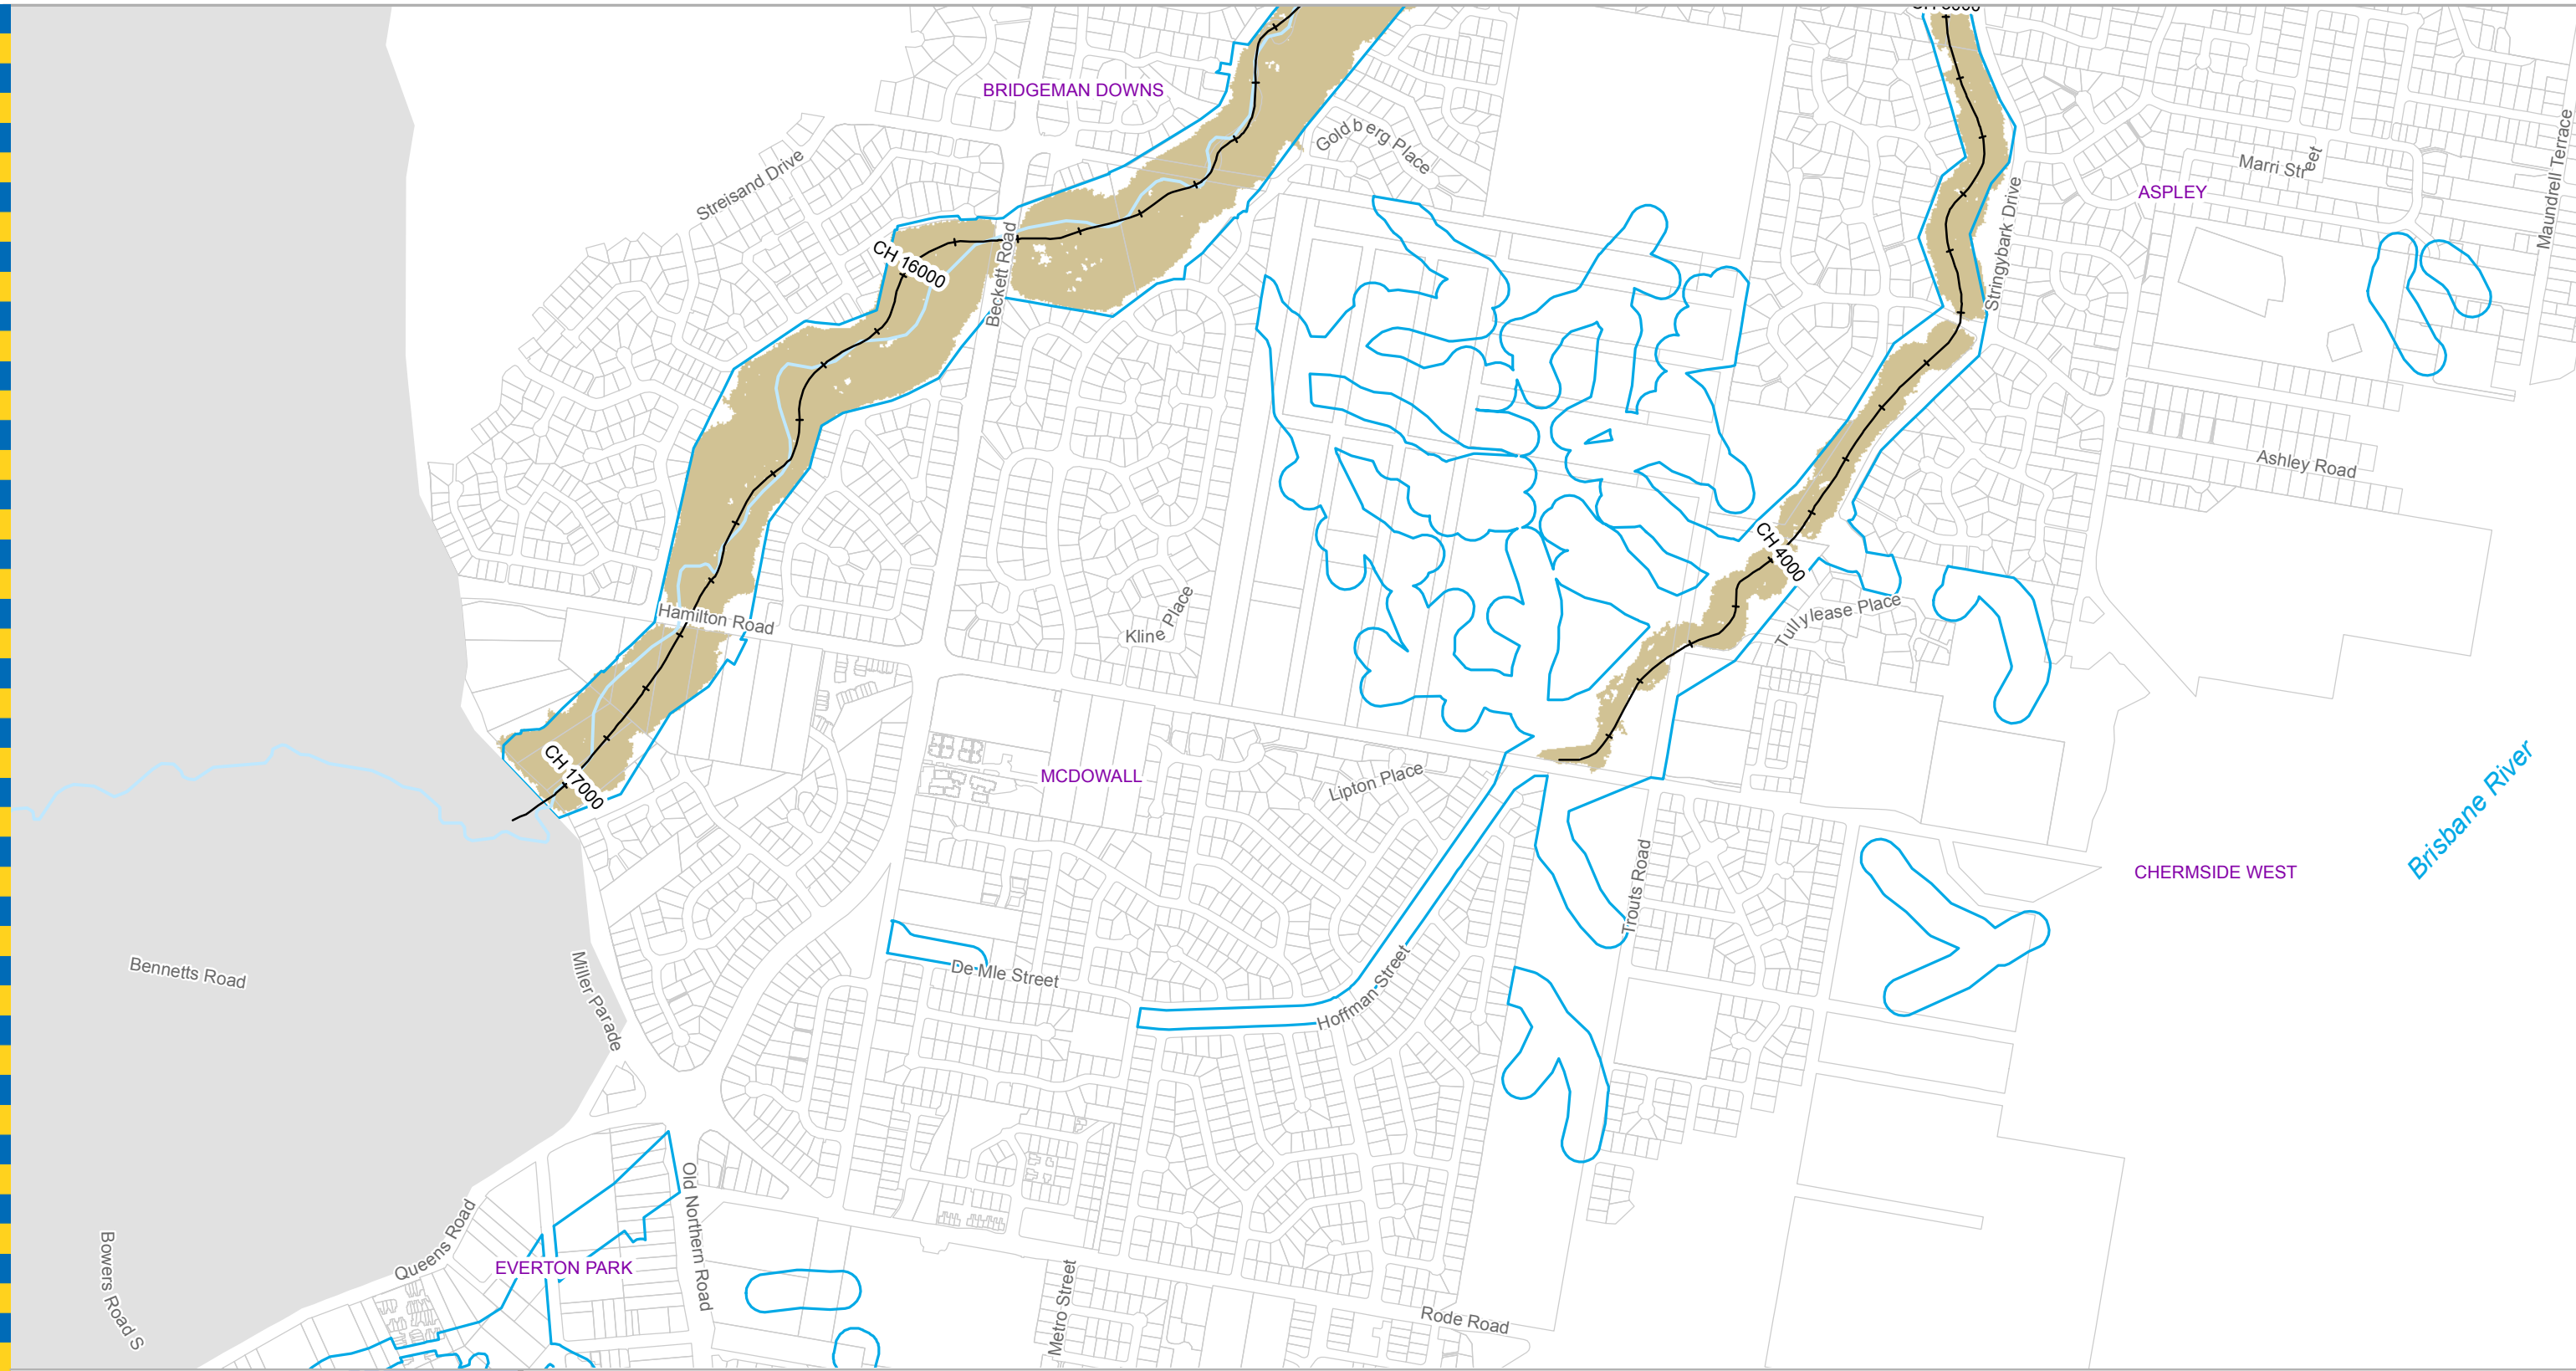 BRIDGEMAN DOWNS
Goldberg Place
Streisand Drive
Marri Street
Maundrell Terrace
ASPLEY
Stringybark Drive
CH 16000
Beckett Road
Ashley Road
CH 4000
Hamilton Road
Kline Place
Tullylease Place
CH 17000
MCDOWALL
Lipton Place
Brisbane River
CHERMSIDE WEST
Trouts Road
Bennetts Road
Miller Parade
De Mle Street
Hoffman Street
Old Northern Road
Queens Road
Bowers Road S
EVERTON PARK
Metro Street
Rode Road